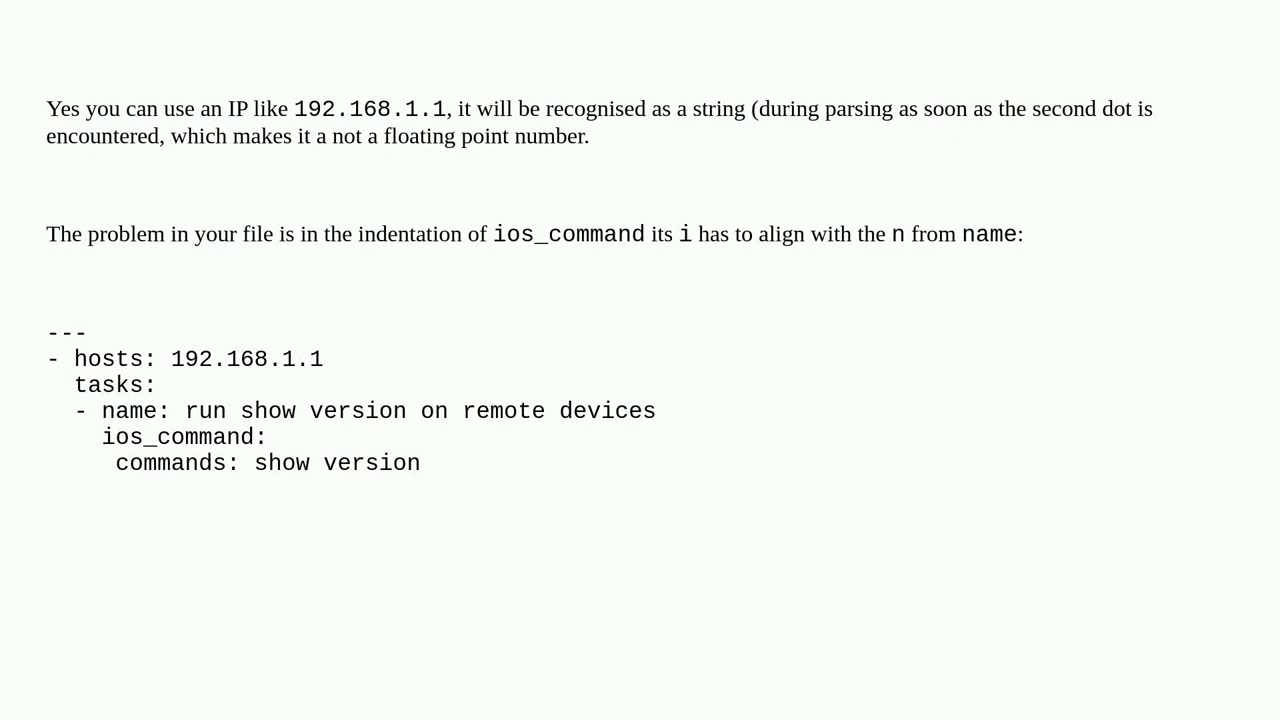 Yes you can use an IP like 192.168.1.1, it will be recognised as a string (during parsing as soon as the second dot is
encountered, which makes it a not a floating point number.
The problem in your file is in the indentation of ios_command its i has to align with the n from name:
---
- hosts: 192.168.1.1
  tasks:
  - name: run show version on remote devices
    ios_command:
     commands: show version